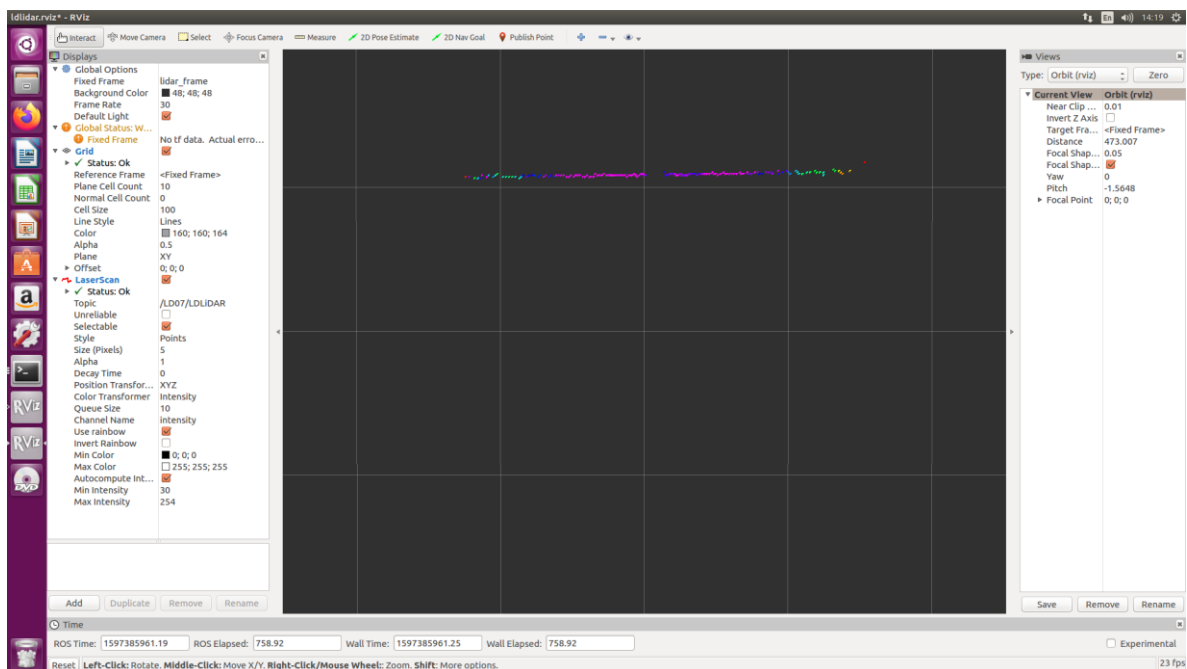 ldlidar.rviz* - RViz
En 14:19
Interact Move Camera Select Focus Camera Measure 2D Pose Estimate 2D Nav Goal Publish Point
Displays
Global Options
Fixed Frame lidar_frame
Background Color 48; 48; 48
Frame Rate 30
Default Light
Global Status: W...
Fixed Frame No tf data. Actual erro...
Grid
Status: Ok
Reference Frame <Fixed Frame>
Plane Cell Count 10
Normal Cell Count 0
Cell Size 100
Line Style Lines
Color 160; 160; 164
Alpha 0.5
Plane XY
Offset 0; 0; 0
LaserScan
Status: Ok
Topic /LD07/LDLiDAR
Unreliable
Selectable
Style Points
Size (Pixels) 5
Alpha 1
Decay Time 0
Position Transfor... XYZ
Color Transformer Intensity
Queue Size 10
Channel Name intensity
Use rainbow
Invert Rainbow
Min Color 0; 0; 0
Max Color 255; 255; 255
Autocompute Int...
Min Intensity 30
Max Intensity 254
Add Duplicate Remove Rename
Views
Type: Orbit (rviz) Zero
Current View Orbit (rviz)
Near Clip ... 0.01
Invert Z Axis
Target Fra... <Fixed Frame>
Distance 473.007
Focal Shap... 0.05
Focal Shap...
Yaw 0
Pitch -1.5648
Focal Point 0; 0; 0
Save Remove Rename
RViz
RViz
DVD
Time
ROS Time: 1597385961.19 ROS Elapsed: 758.92 Wall Time: 1597385961.25 Wall Elapsed: 758.92 Experimental
Reset Left-Click: Rotate. Middle-Click: Move X/Y. Right-Click/Mouse Wheel:: Zoom. Shift: More options. 23 fps